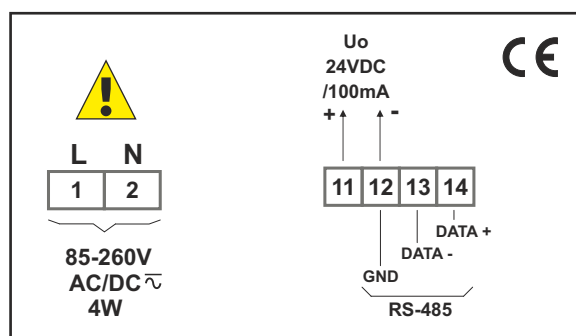 Uo
24VDC
/100mA
+ -
CE
L N
1 2
11 12 13 14
85-260V
AC/DC
4W
DATA +
DATA -
GND
RS-485